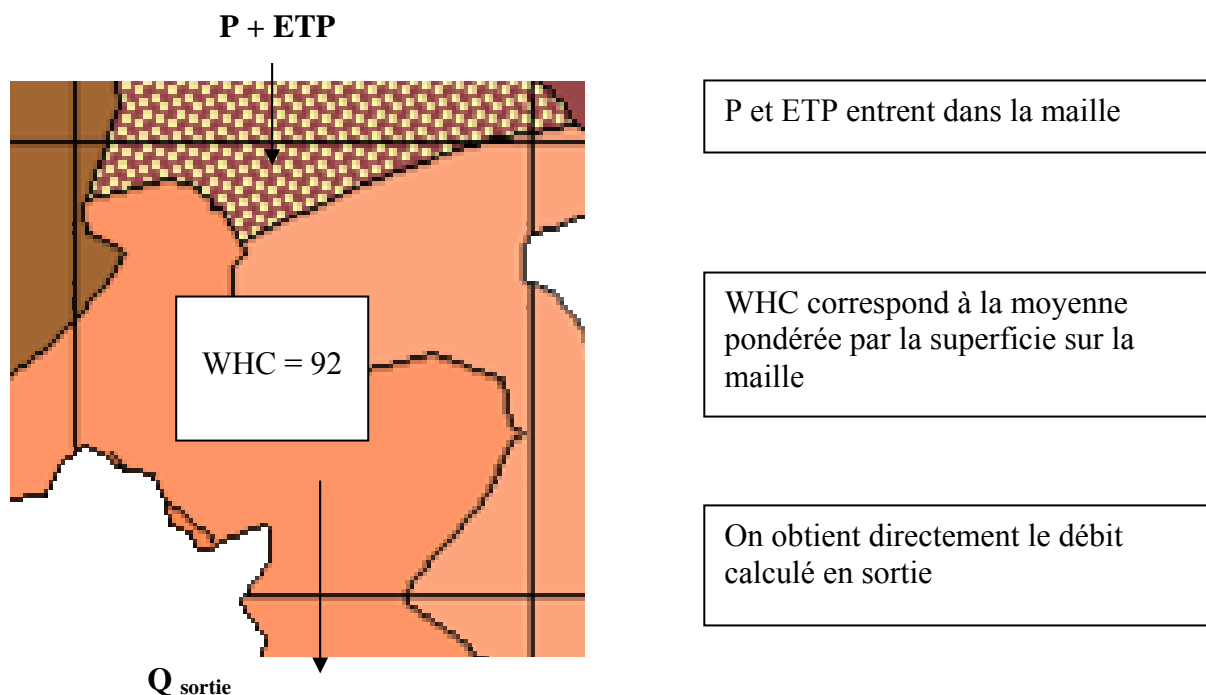 P + ETP
P et ETP entrent dans la maille
WHC correspond à la moyenne
pondérée par la superficie sur la
maille
WHC = 92
On obtient directement le débit
calculé en sortie
Q sortie